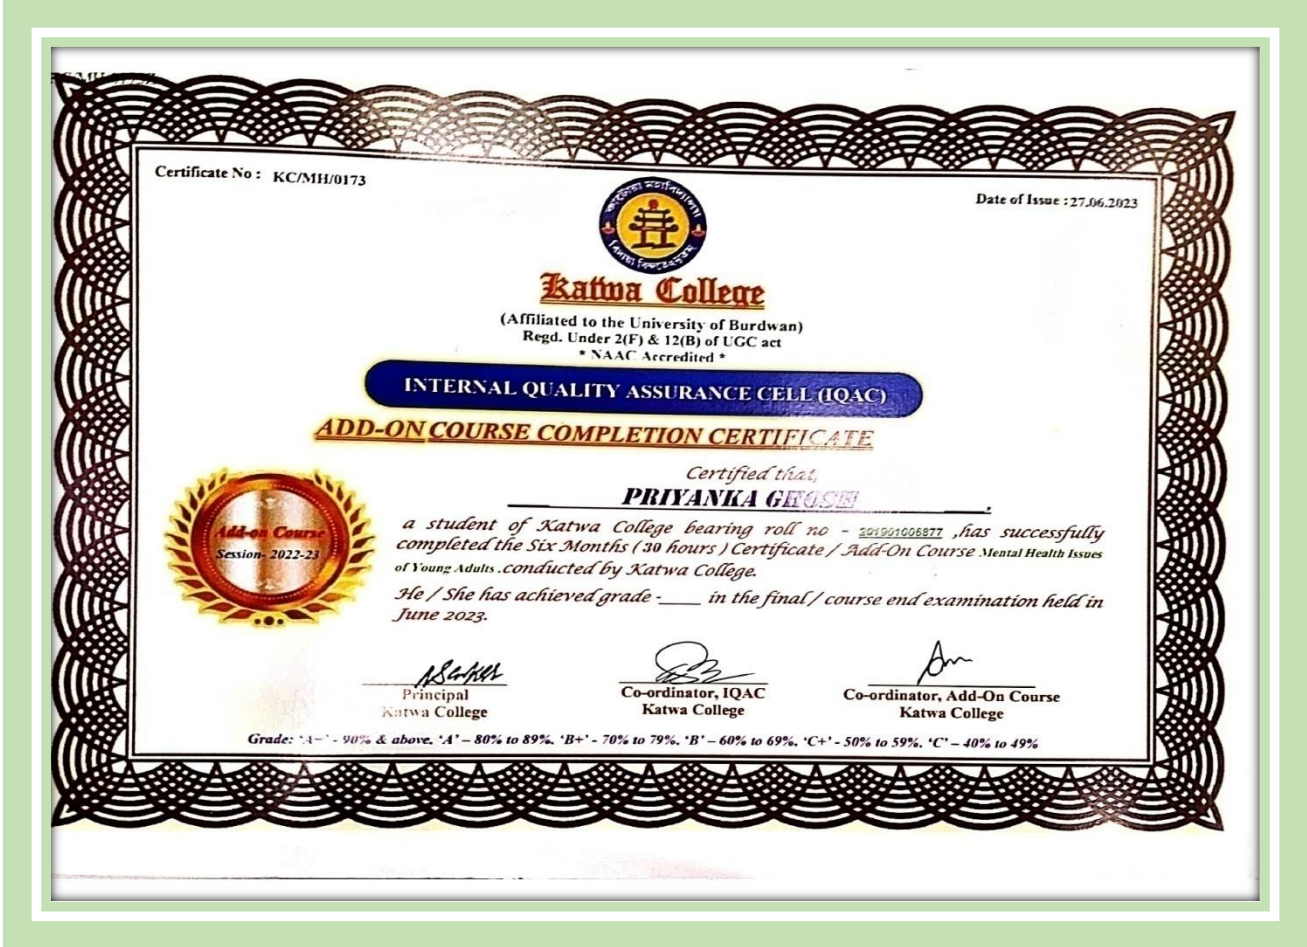 Certificate No : KC/MH/0173
Date of Issue : 27.06.2023
কাটোয়া মহাবিদ্যালয়
Katwa College
(Affiliated to the University of Burdwan)
Regd. Under 2(F) & 12(B) of UGC act
* NAAC Accredited *
INTERNAL QUALITY ASSURANCE CELL (IQAC)
ADD-ON COURSE COMPLETION CERTIFICATE
Certified that,
PRIYANKA GHOSH ,
Add-on Course
Session- 2022-23
a student of Katwa College bearing roll no - 201901006877 ,has successfully
completed the Six Months ( 30 hours ) Certificate / Add-On Course Mental Health Issues
of Young Adults .conducted by Katwa College.
He / She has achieved grade -____ in the final / course end examination held in
June 2023.
Principal
Katwa College
Co-ordinator, IQAC
Katwa College
Co-ordinator, Add-On Course
Katwa College
Grade: 'A+' - 90% & above, 'A' – 80% to 89%, 'B+' - 70% to 79%, 'B' – 60% to 69%, 'C+' - 50% to 59%, 'C' – 40% to 49%